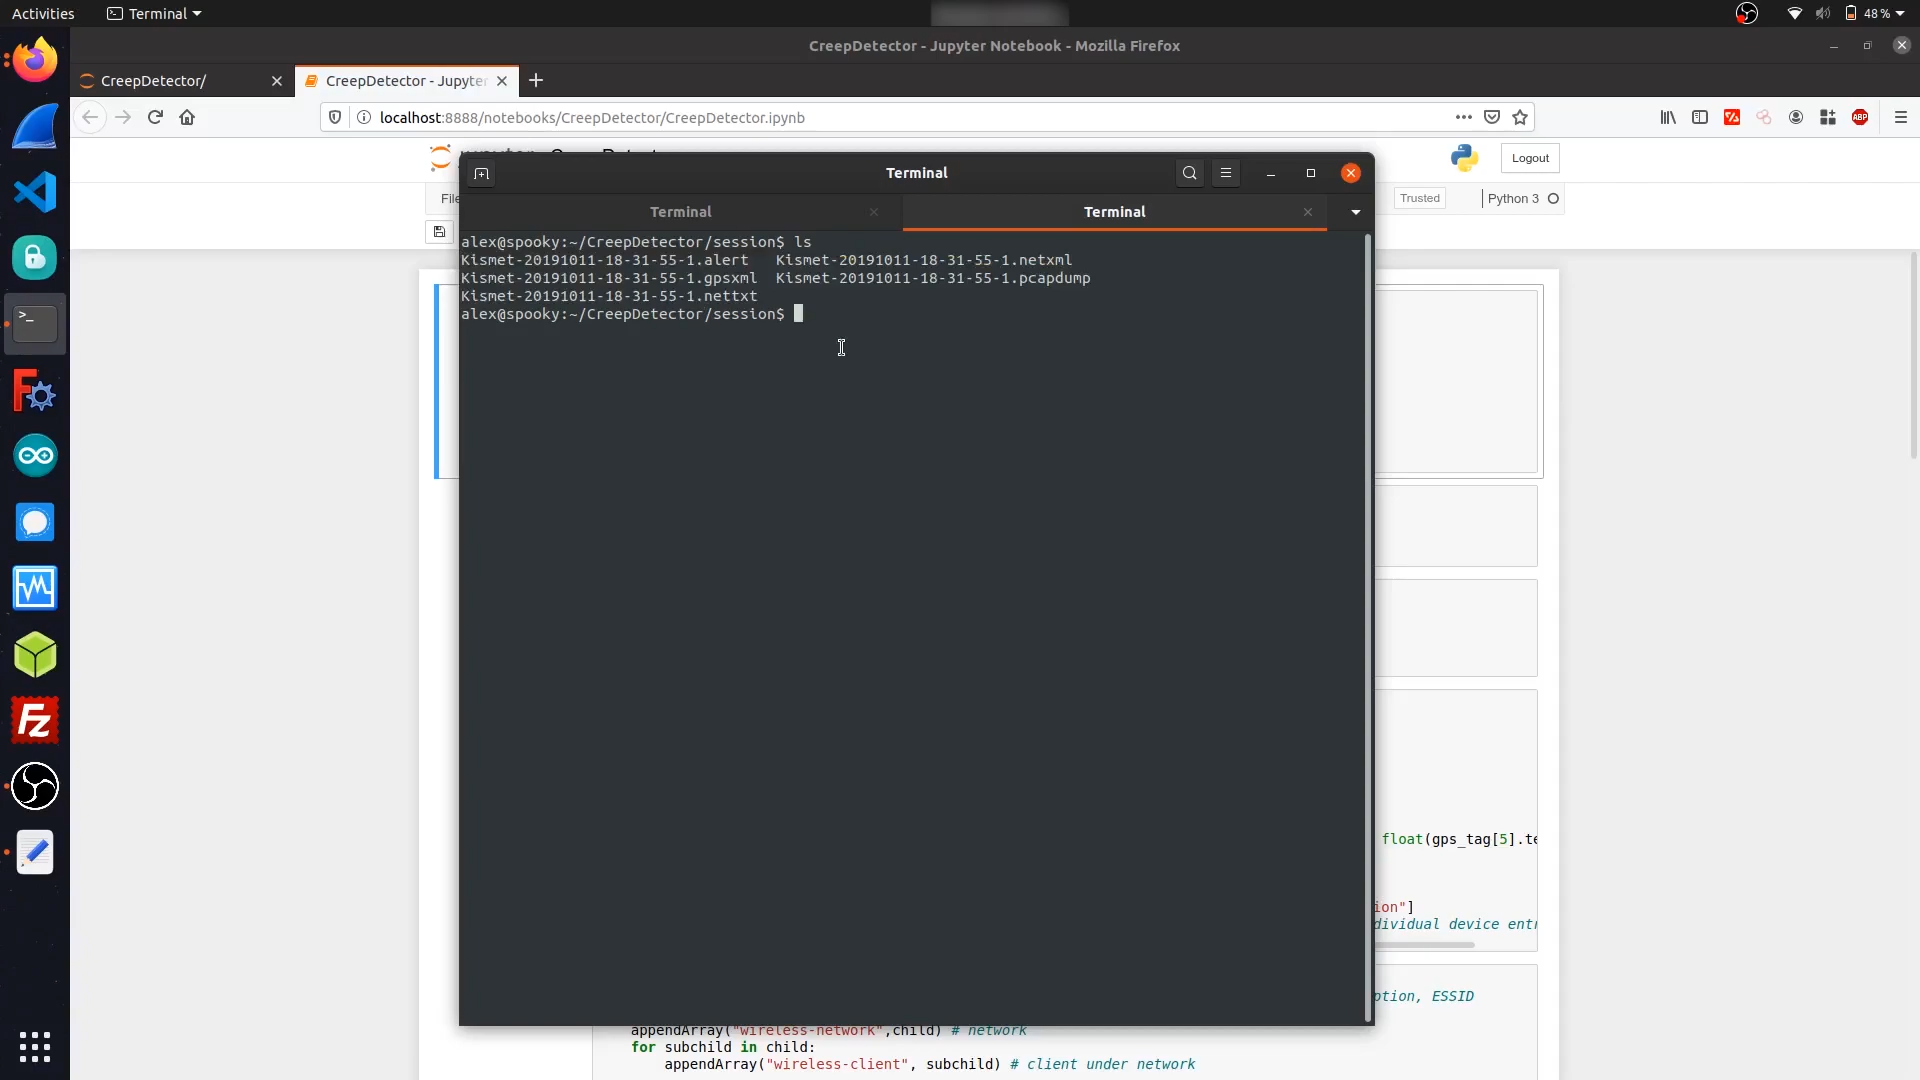 Activities
Terminal
48 %
CreepDetector - Jupyter Notebook - Mozilla Firefox
CreepDetector/
CreepDetector - Jupyter
localhost:8888/notebooks/CreepDetector/CreepDetector.ipynb
ABP
Logout
File
Trusted
Python 3
Terminal
Terminal
Terminal
alex@spooky:~/CreepDetector/session$ ls
Kismet-20191011-18-31-55-1.alert Kismet-20191011-18-31-55-1.netxml
Kismet-20191011-18-31-55-1.gpsxml Kismet-20191011-18-31-55-1.pcapdump
Kismet-20191011-18-31-55-1.nettxt
alex@spooky:~/CreepDetector/session$
float(gps_tag[5].te
ion"]
dividual device entr
ption, ESSID
appendArray("wireless-network",child) # network
for subchild in child:
appendArray("wireless-client", subchild) # client under network